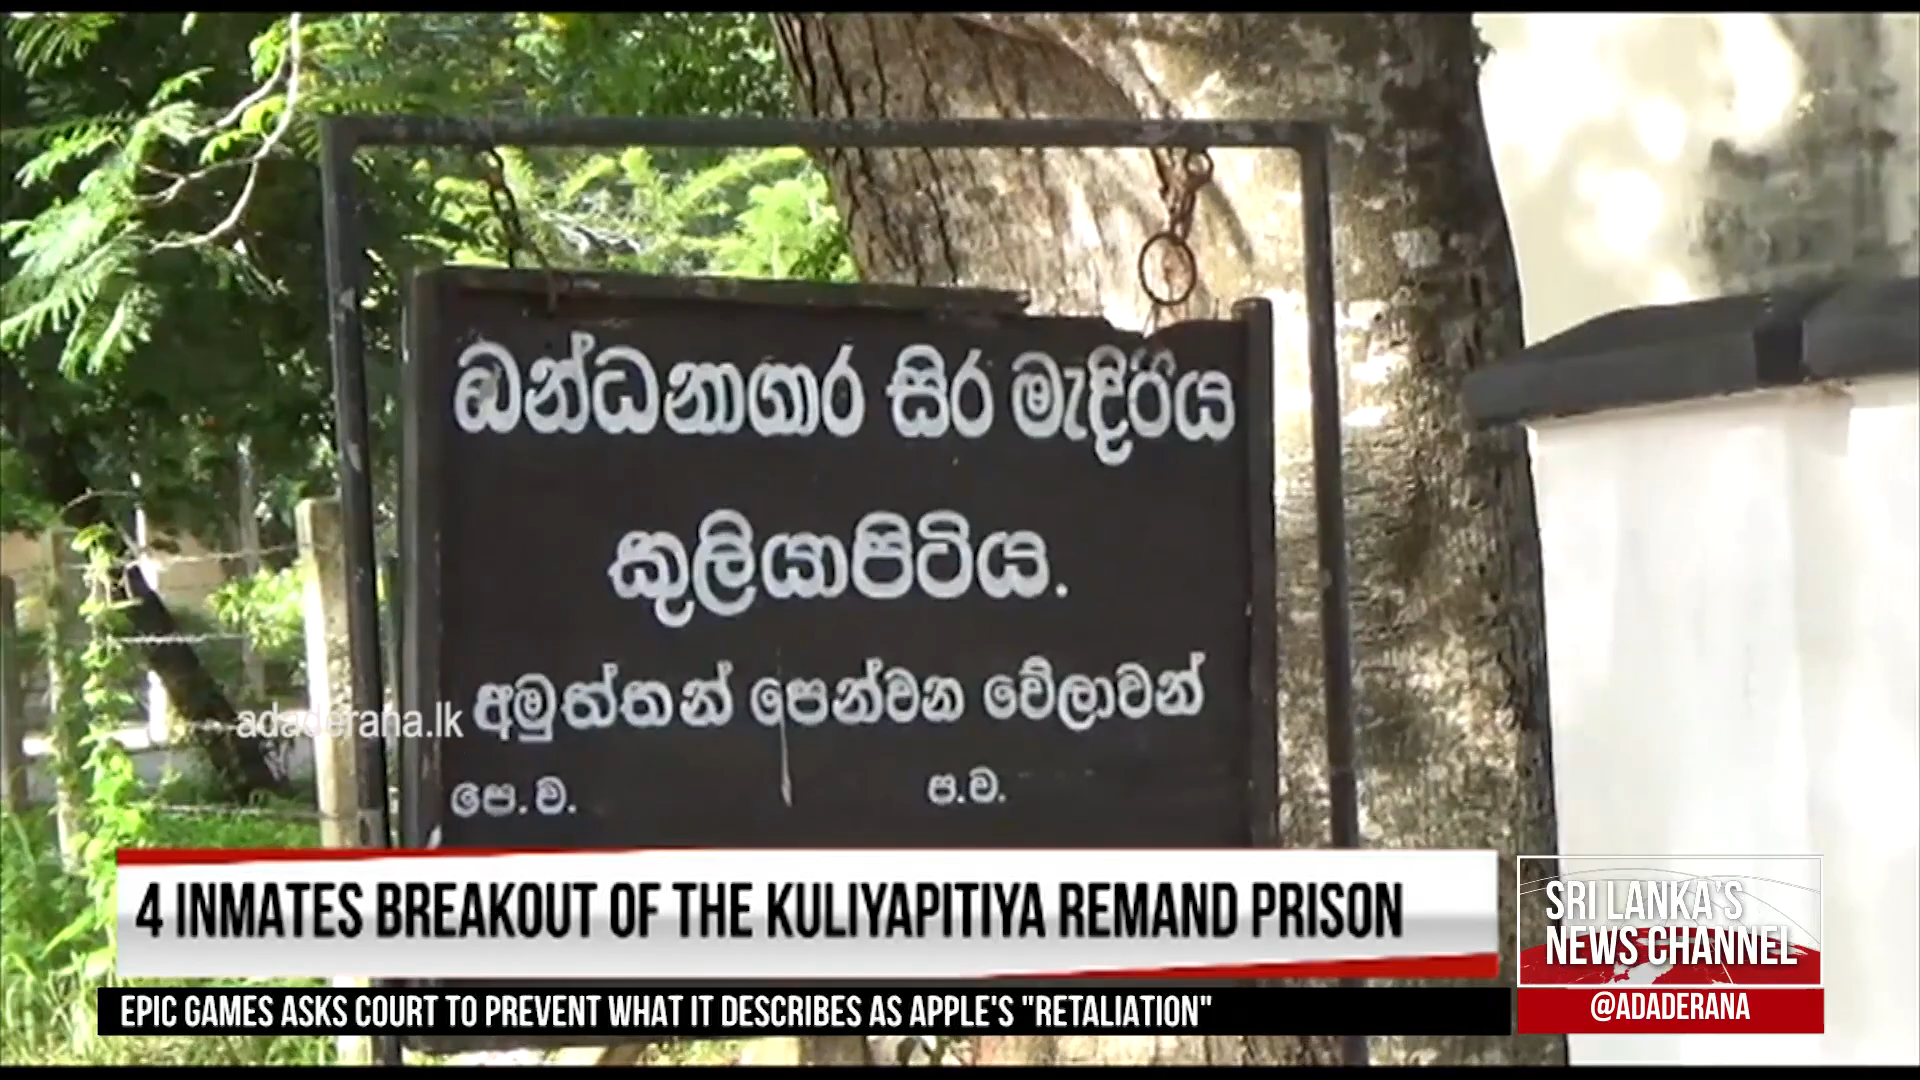 බන්ධනාගාර සිර මැදිරිය
කුලියාපිටිය.
අමුත්තන් පෙන්වන වේලාවන්
පෙ.ව. ප.ව.
adaderana.lk
4 INMATES BREAKOUT OF THE KULIYAPITIYA REMAND PRISON
EPIC GAMES ASKS COURT TO PREVENT WHAT IT DESCRIBES AS APPLE'S "RETALIATION"
SRI LANKA'S
NEWS CHANNEL
@ADADERANA